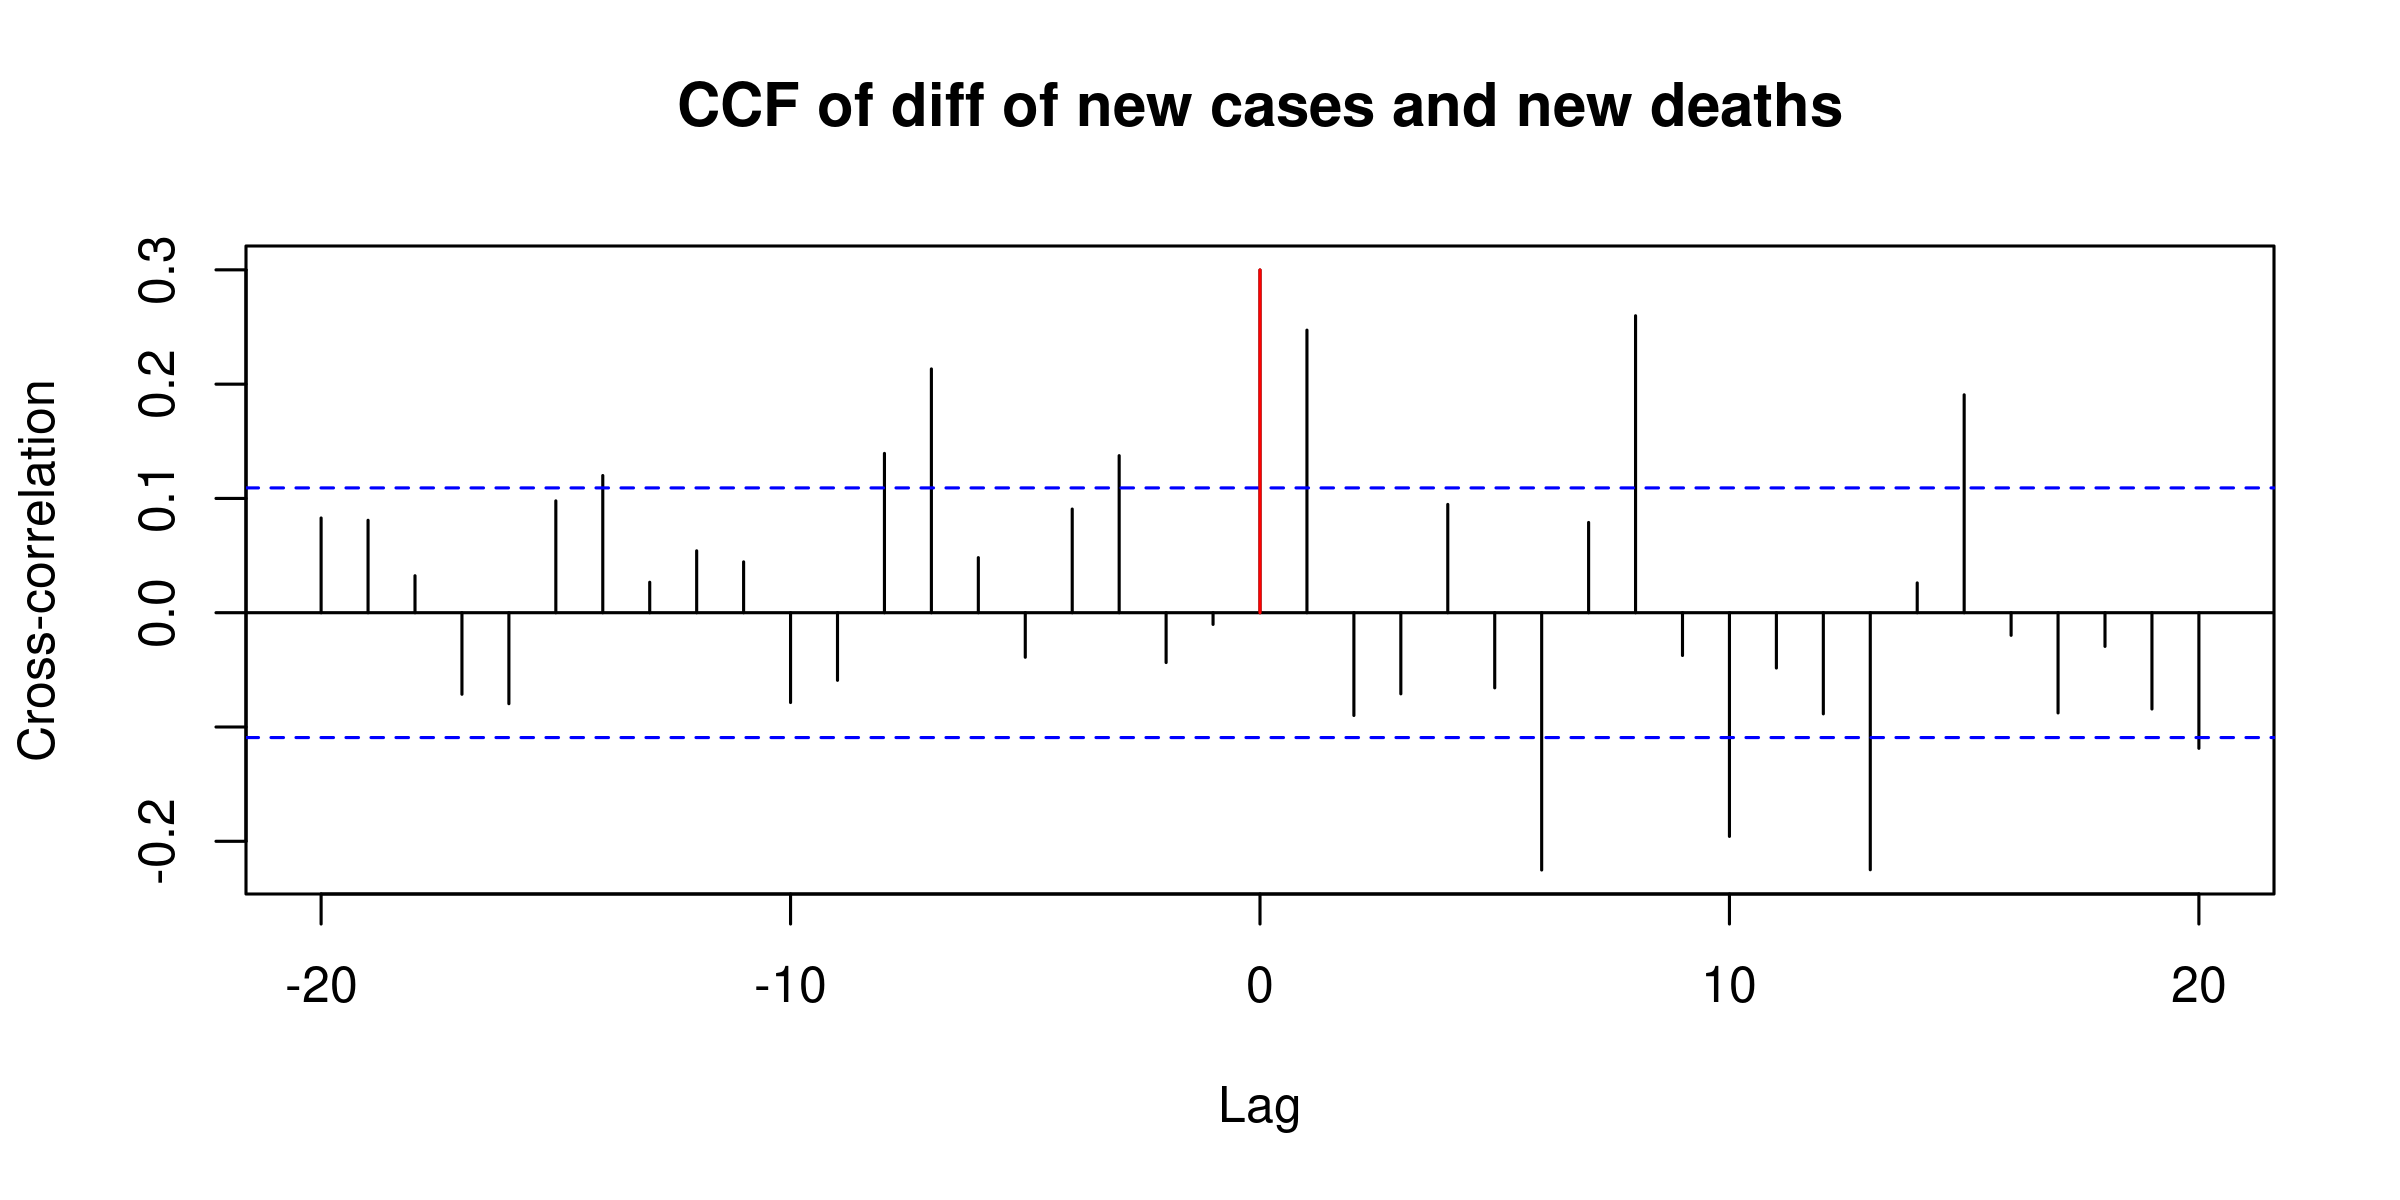 CCF of diff of new cases and new deaths
Cross-correlation
0.3
0.2
0.1
0.0
-0.2
-20 -10 0 10 20
Lag